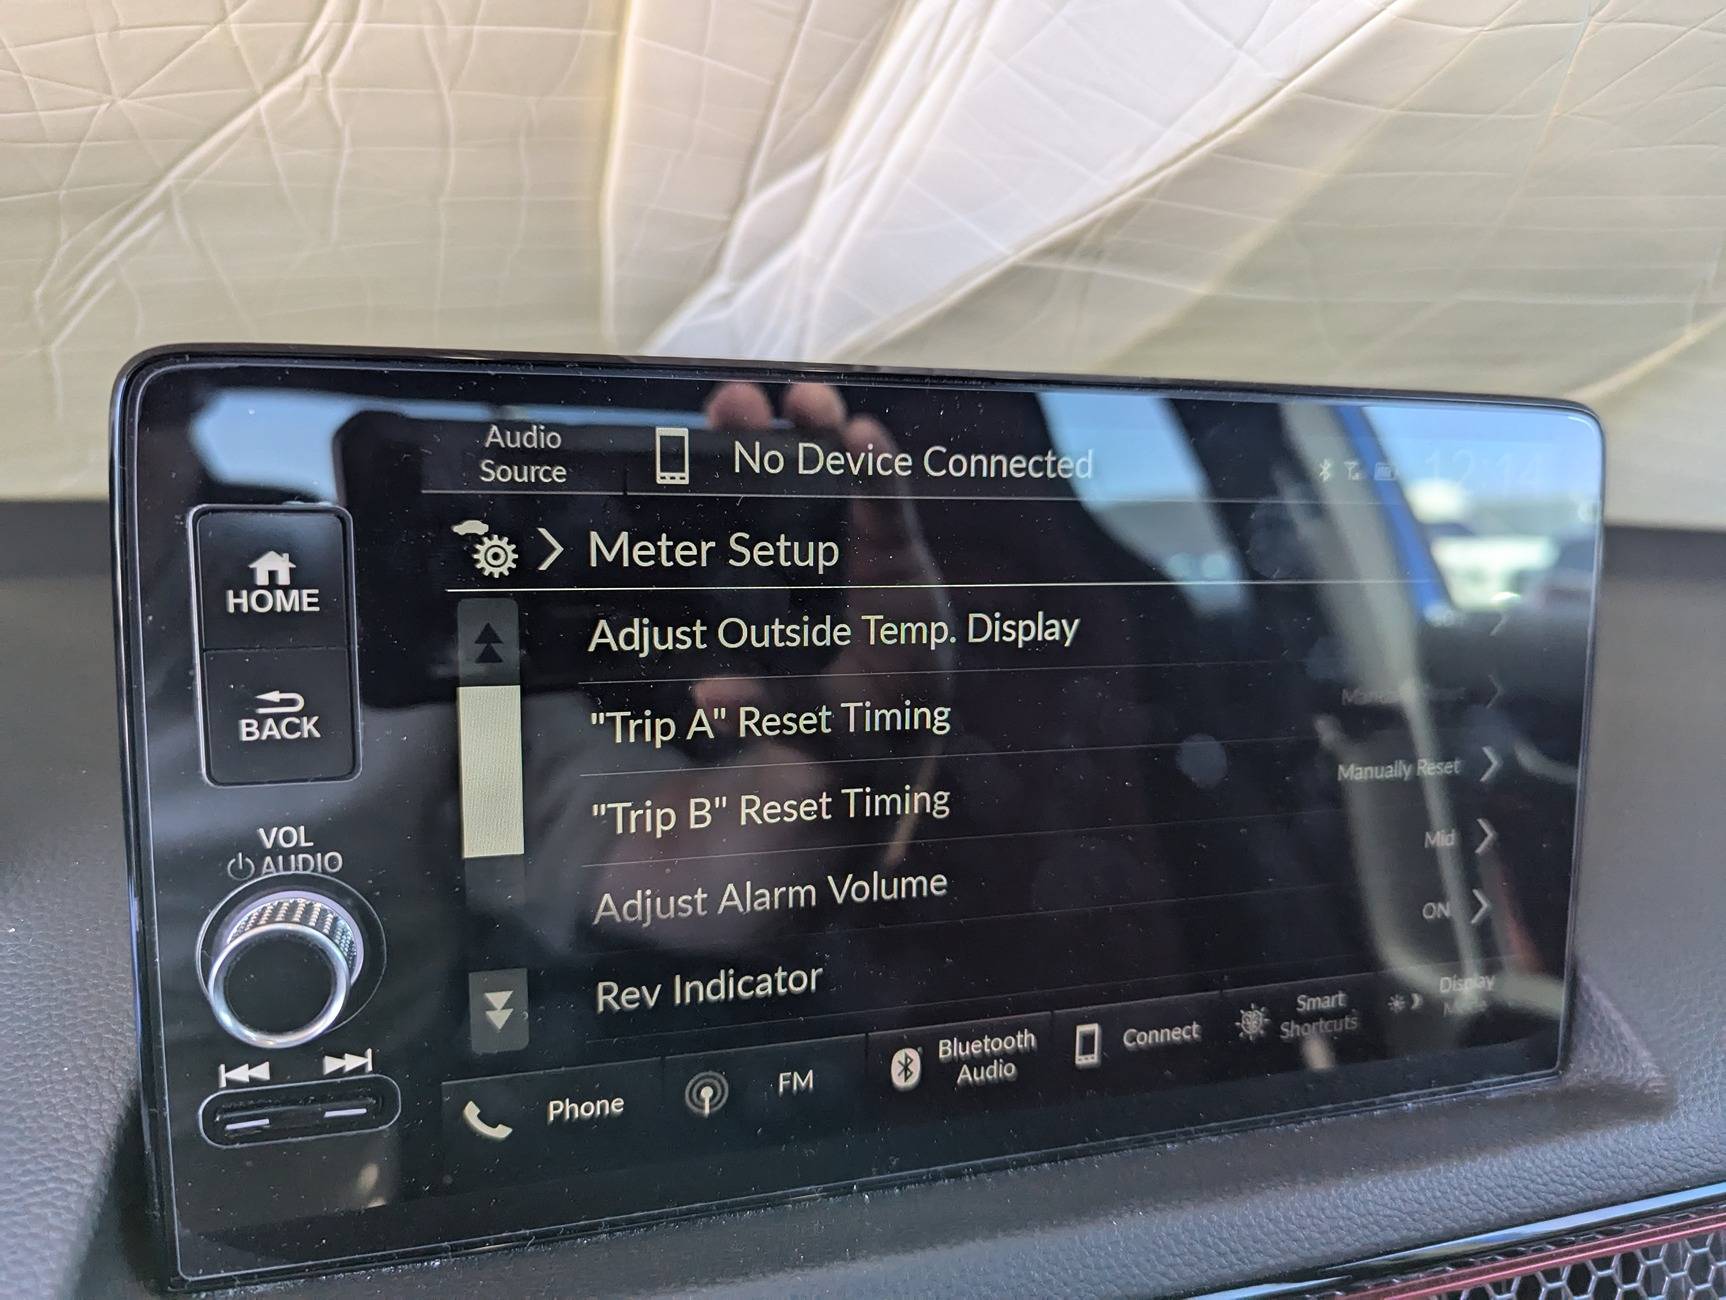 Audio
Source
No Device Connected
12:14
HOME
BACK
VOL
AUDIO
Meter Setup
Adjust Outside Temp. Display
"Trip A" Reset Timing
"Trip B" Reset Timing
Manually Reset
Adjust Alarm Volume
Mid
Rev Indicator
ON
Phone
FM
Bluetooth
Audio
Connect
Smart
Shortcuts
Display